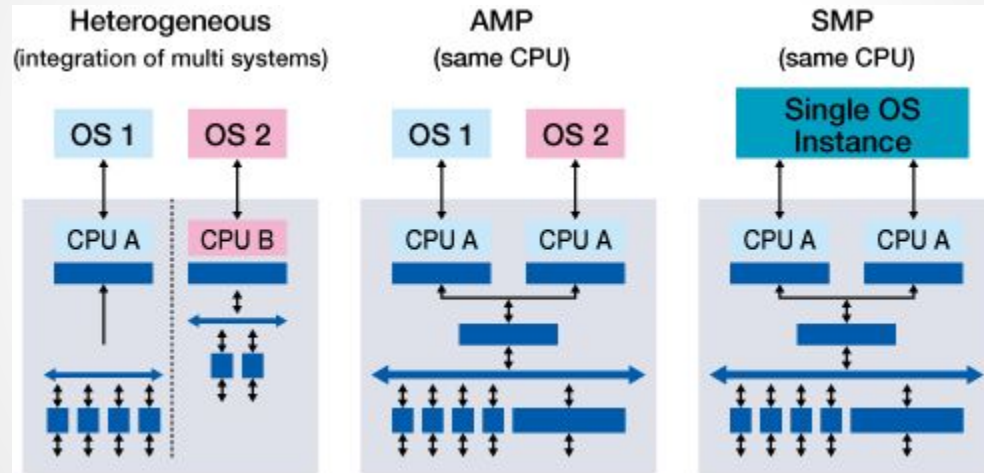 Heterogeneous
(integration of multi systems)
OS 1
OS 2
CPU A
CPU B
AMP
(same CPU)
OS 1
OS 2
CPU A
CPU A
SMP
(same CPU)
Single OS
Instance
CPU A
CPU A